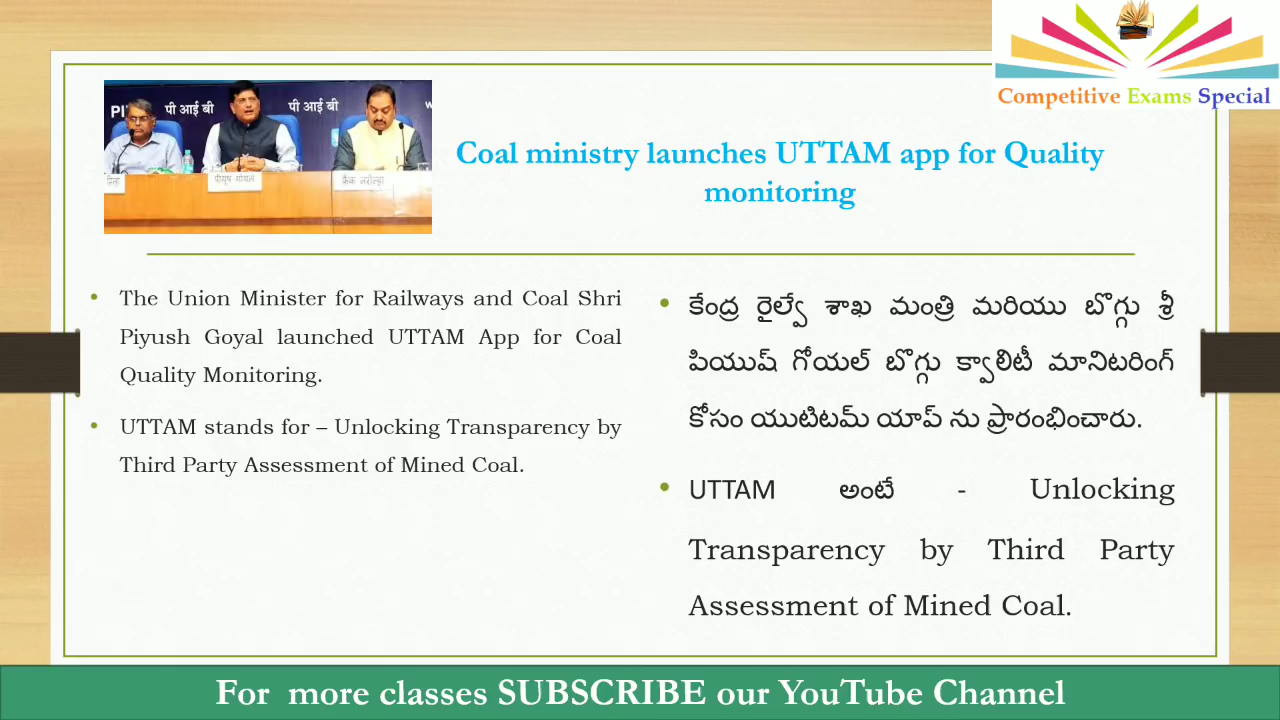 Competitive Exams Special
PI
पी आई बी
पी आई बी
पीयूष गोयल
Coal ministry launches UTTAM app for Quality
monitoring
• The Union Minister for Railways and Coal Shri
Piyush Goyal launched UTTAM App for Coal
Quality Monitoring.
• UTTAM stands for – Unlocking Transparency by
Third Party Assessment of Mined Coal.
• కేంద్ర రైల్వే శాఖ మంత్రి మరియు బొగ్గు శ్రీ
పియుష్ గోయల్ బొగ్గు క్వాలిటీ మానిటరింగ్
కోసం యుటిటమ్ యాప్ ను ప్రారంభించారు.
• UTTAM అంటే - Unlocking
Transparency by Third Party
Assessment of Mined Coal.
For more classes SUBSCRIBE our YouTube Channel